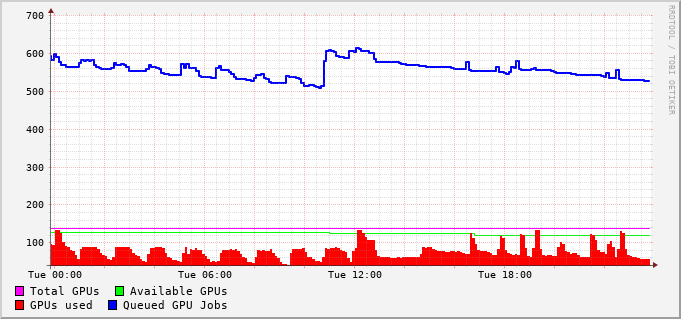 700
600
500
400
300
200
100
Tue 00:00 Tue 06:00 Tue 12:00 Tue 18:00
Total GPUs Available GPUs
GPUs used Queued GPU Jobs
RRDTOOL / TOBI OETIKER